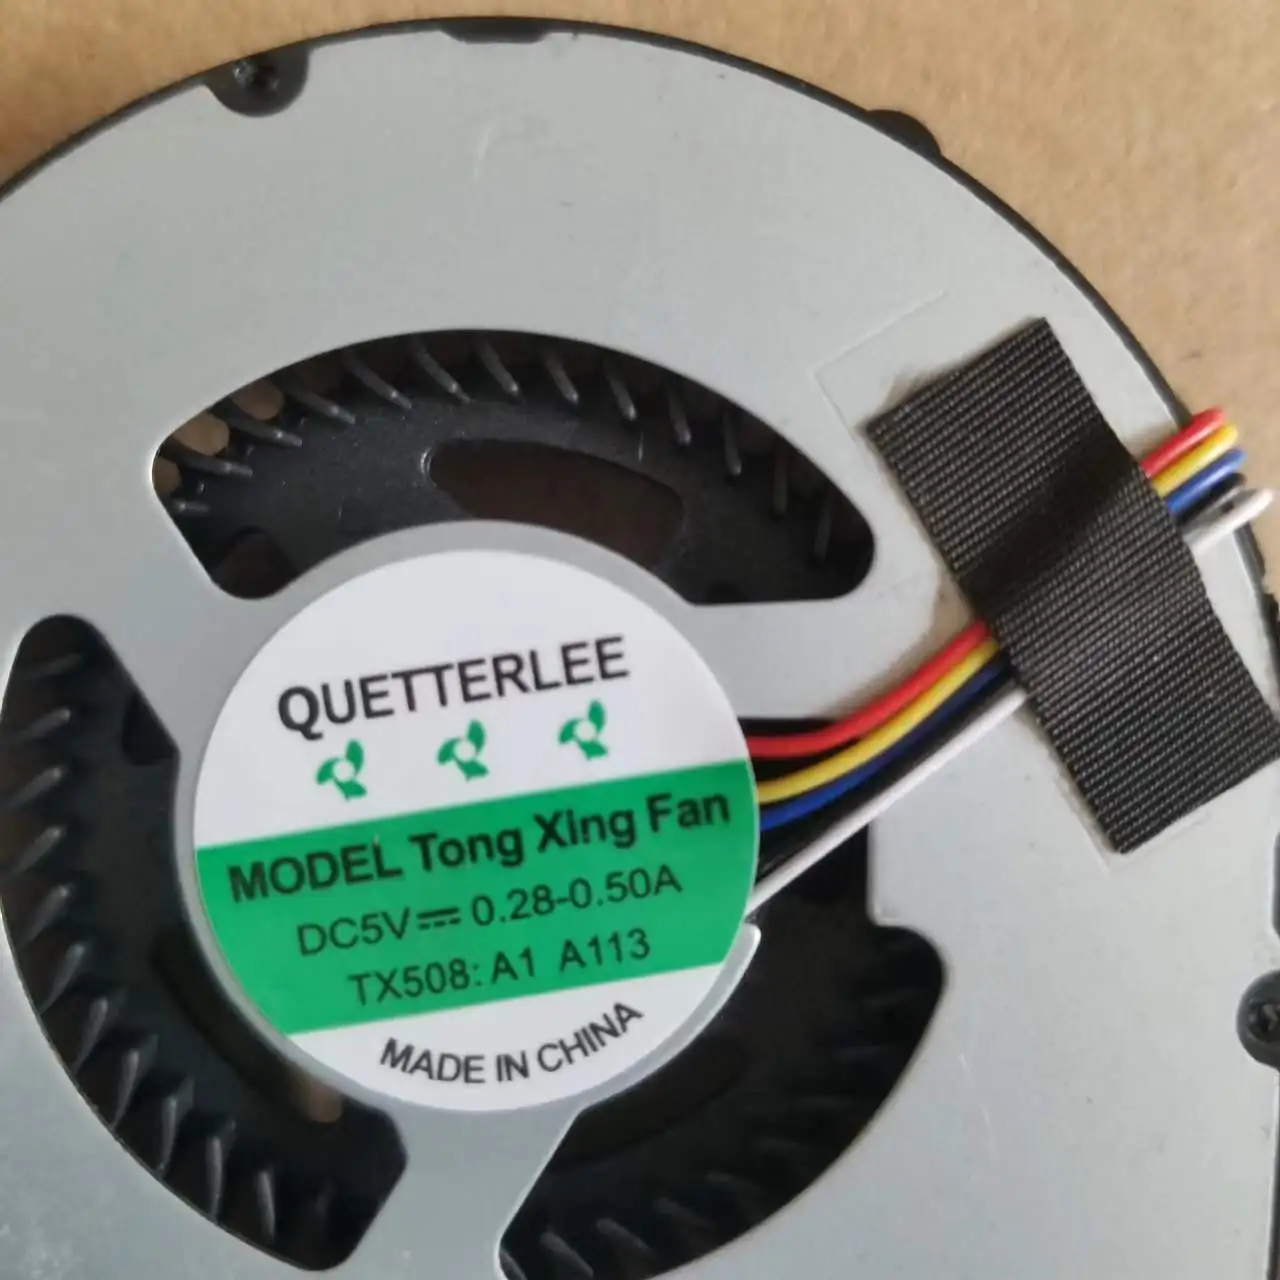 QUETTERLEE
MODEL Tong Xing Fan
DC5V⎓ 0.28-0.50A
TX508: A1 A113
MADE IN CHINA